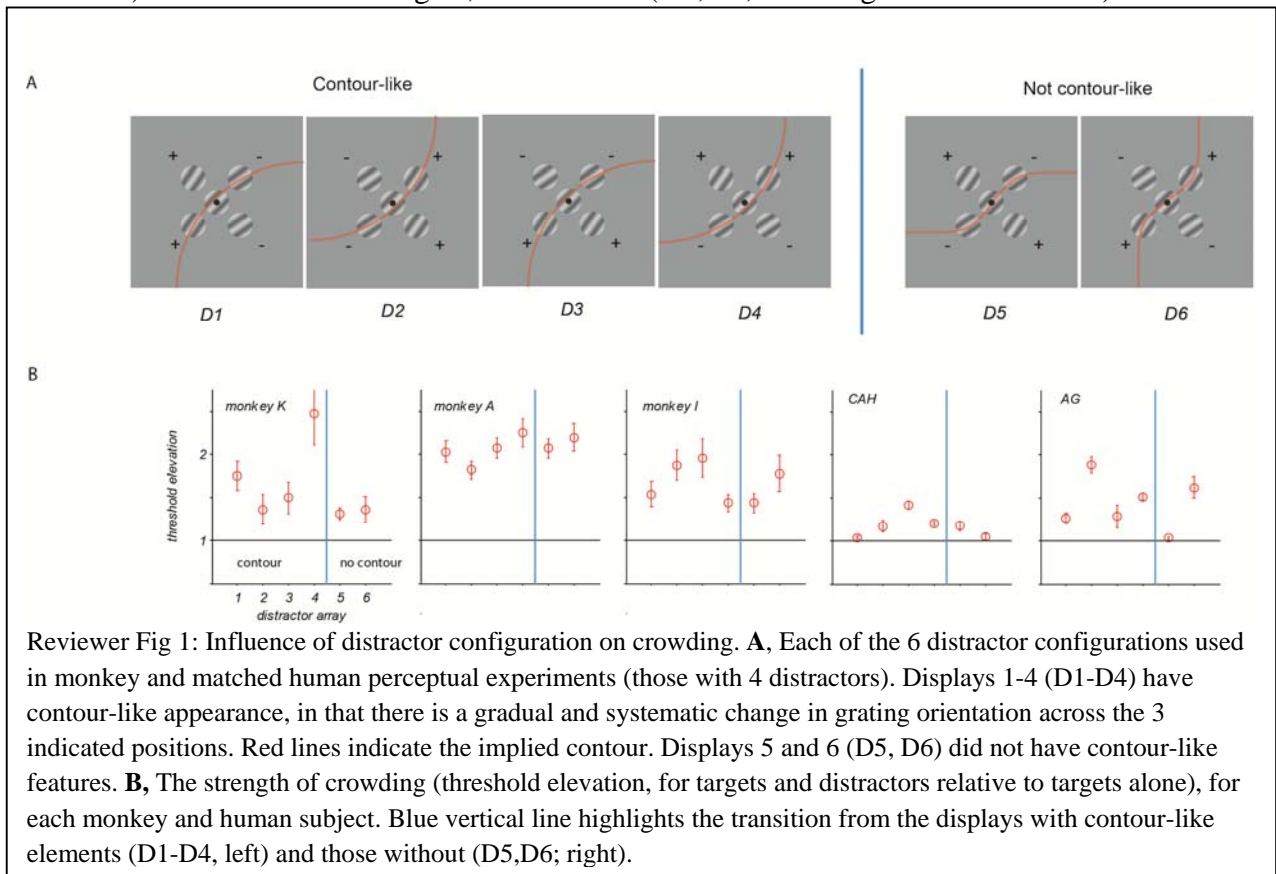 A
Contour-like
Not contour-like
+ -
- +
- -
- +
- -
+ +
+ -
- +
+ +
- -
- +
+ -
D1
D2
D3
D4
D5
D6
B
monkey K
monkey A
monkey I
CAH
AG
threshold elevation
2
1
contour
no contour
1 2 3 4 5 6
distractor array
Reviewer Fig 1: Influence of distractor configuration on crowding. A, Each of the 6 distractor configurations used
in monkey and matched human perceptual experiments (those with 4 distractors). Displays 1-4 (D1-D4) have
contour-like appearance, in that there is a gradual and systematic change in grating orientation across the 3
indicated positions. Red lines indicate the implied contour. Displays 5 and 6 (D5, D6) did not have contour-like
features. B, The strength of crowding (threshold elevation, for targets and distractors relative to targets alone), for
each monkey and human subject. Blue vertical line highlights the transition from the displays with contour-like
elements (D1-D4, left) and those without (D5,D6; right).